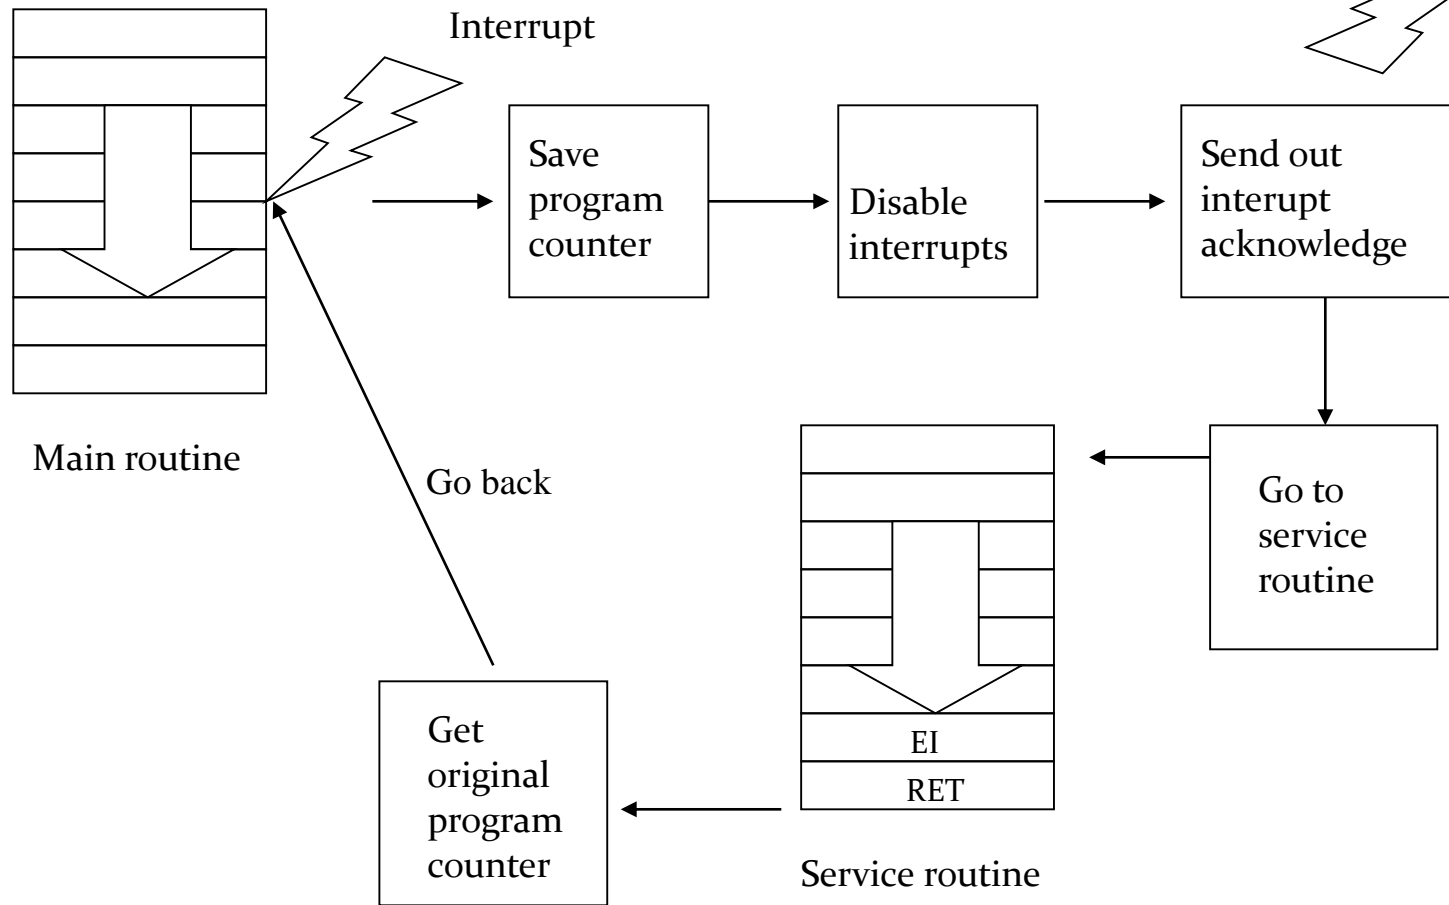 Interrupt
Save
program
counter
Disable
interrupts
Send out
interupt
acknowledge
Main routine
Go back
Go to
service
routine
EI
RET
Get
original
program
counter
Service routine